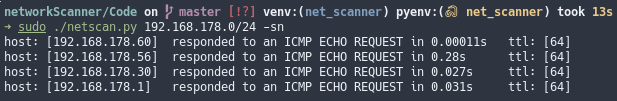 networkScanner/Code on master [!?] venv:(net_scanner) pyenv:(🐏 net_scanner) took 13s
➜ sudo ./netscan.py 192.168.178.0/24 -sn
host: [192.168.178.60] responded to an ICMP ECHO REQUEST in 0.00011s ttl: [64]
host: [192.168.178.56] responded to an ICMP ECHO REQUEST in 0.28s ttl: [64]
host: [192.168.178.30] responded to an ICMP ECHO REQUEST in 0.027s ttl: [64]
host: [192.168.178.1] responded to an ICMP ECHO REQUEST in 0.031s ttl: [64]